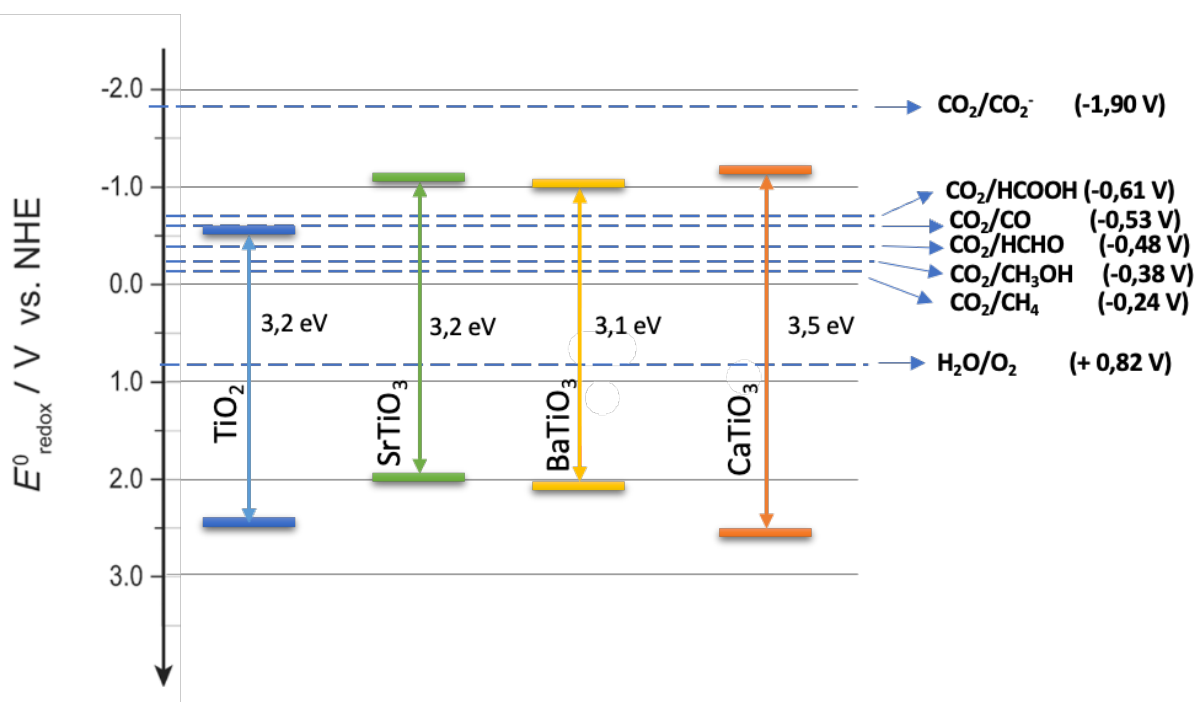 E⁰redox / V vs. NHE
-2.0
-1.0
0.0
1.0
2.0
3.0
CO₂/CO₂⁻ (-1,90 V)
CO₂/HCOOH (-0,61 V)
CO₂/CO (-0,53 V)
CO₂/HCHO (-0,48 V)
CO₂/CH₃OH (-0,38 V)
CO₂/CH₄ (-0,24 V)
H₂O/O₂ (+ 0,82 V)
3,2 eV
3,2 eV
3,1 eV
3,5 eV
TiO₂
SrTiO₃
BaTiO₃
CaTiO₃